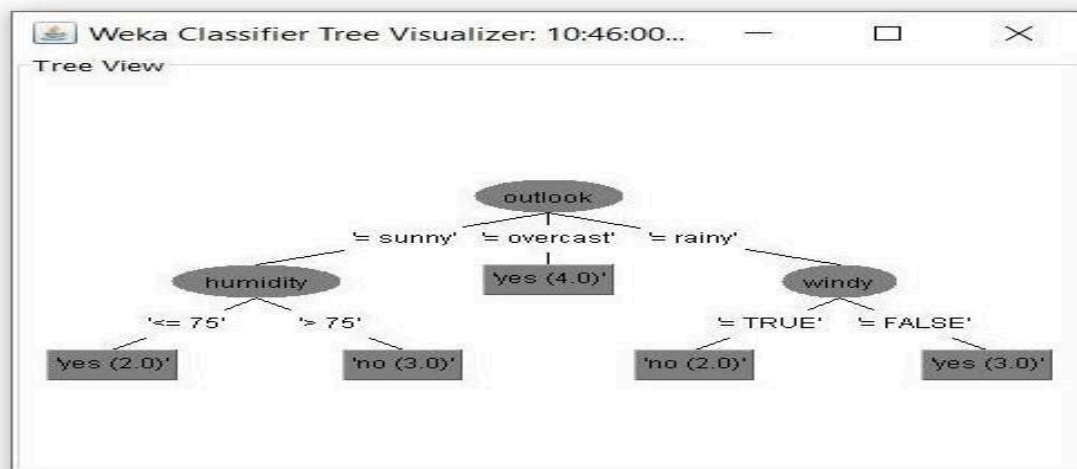 Weka Classifier Tree Visualizer: 10:46:00...
Tree View
outlook
'= sunny' '= overcast' '= rainy'
humidity 'yes (4.0)' windy
'<= 75' '> 75' '= TRUE' '= FALSE'
'yes (2.0)' 'no (3.0)' 'no (2.0)' 'yes (3.0)'